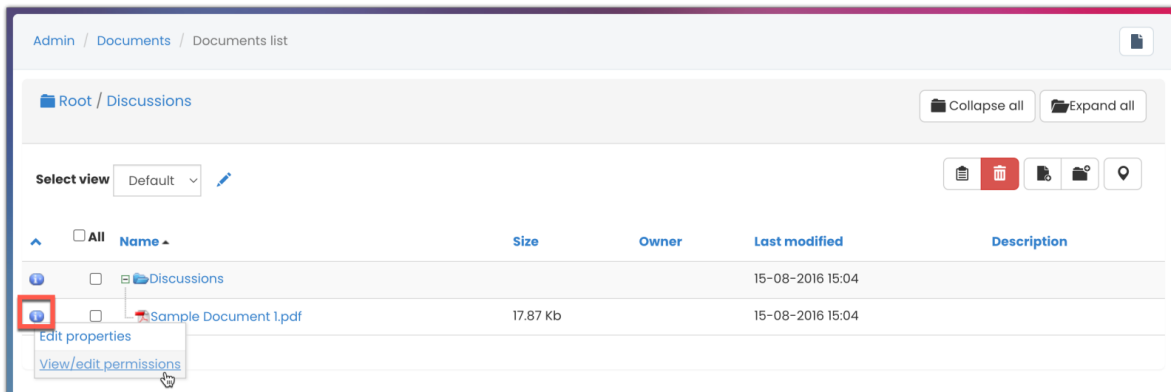 Admin / Documents / Documents list
Root / Discussions
Collapse all
Expand all
Select view
Default
All
Name
Size
Owner
Last modified
Description
Discussions
15-08-2016 15:04
Sample Document 1.pdf
17.87 Kb
15-08-2016 15:04
Edit properties
View/edit permissions